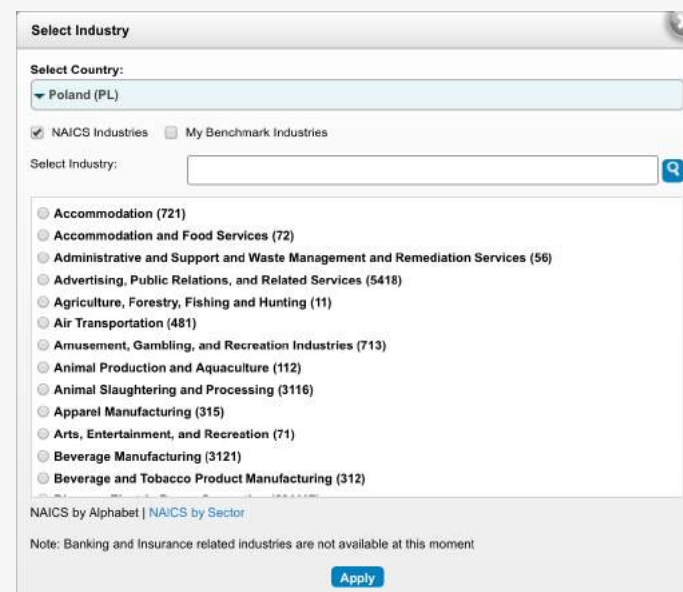 Select Industry
Select Country:
Poland (PL)
NAICS Industries My Benchmark Industries
Select Industry:
Accommodation (721)
Accommodation and Food Services (72)
Administrative and Support and Waste Management and Remediation Services (56)
Advertising, Public Relations, and Related Services (5418)
Agriculture, Forestry, Fishing and Hunting (11)
Air Transportation (481)
Amusement, Gambling, and Recreation Industries (713)
Animal Production and Aquaculture (112)
Animal Slaughtering and Processing (3116)
Apparel Manufacturing (315)
Arts, Entertainment, and Recreation (71)
Beverage Manufacturing (3121)
Beverage and Tobacco Product Manufacturing (312)
NAICS by Alphabet | NAICS by Sector
Note: Banking and Insurance related industries are not available at this moment
Apply